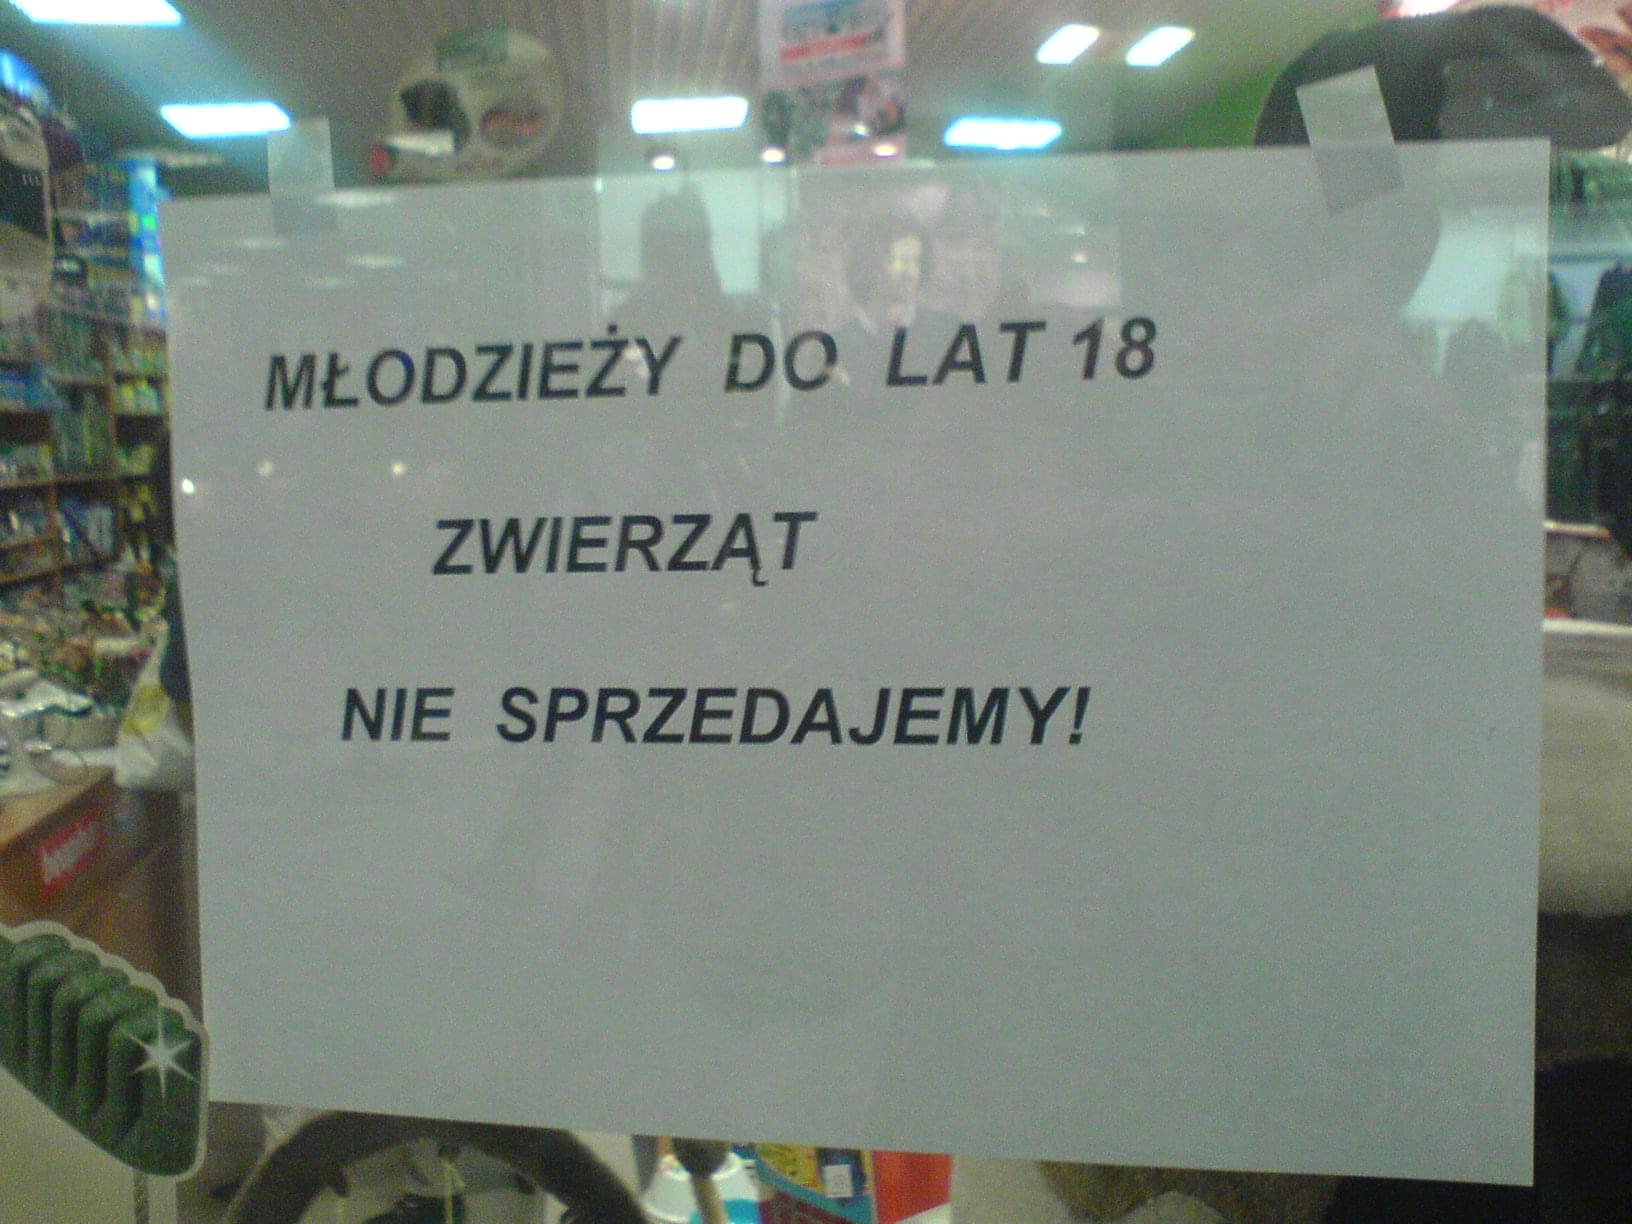 MŁODZIEŻY DO LAT 18
ZWIERZĄT
NIE SPRZEDAJEMY!